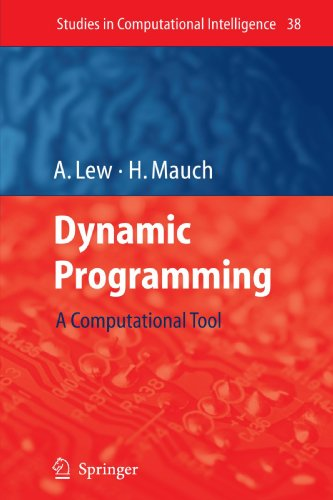 Studies in Computational Intelligence 38
A. Lew · H. Mauch
Dynamic
Programming
A Computational Tool
Springer